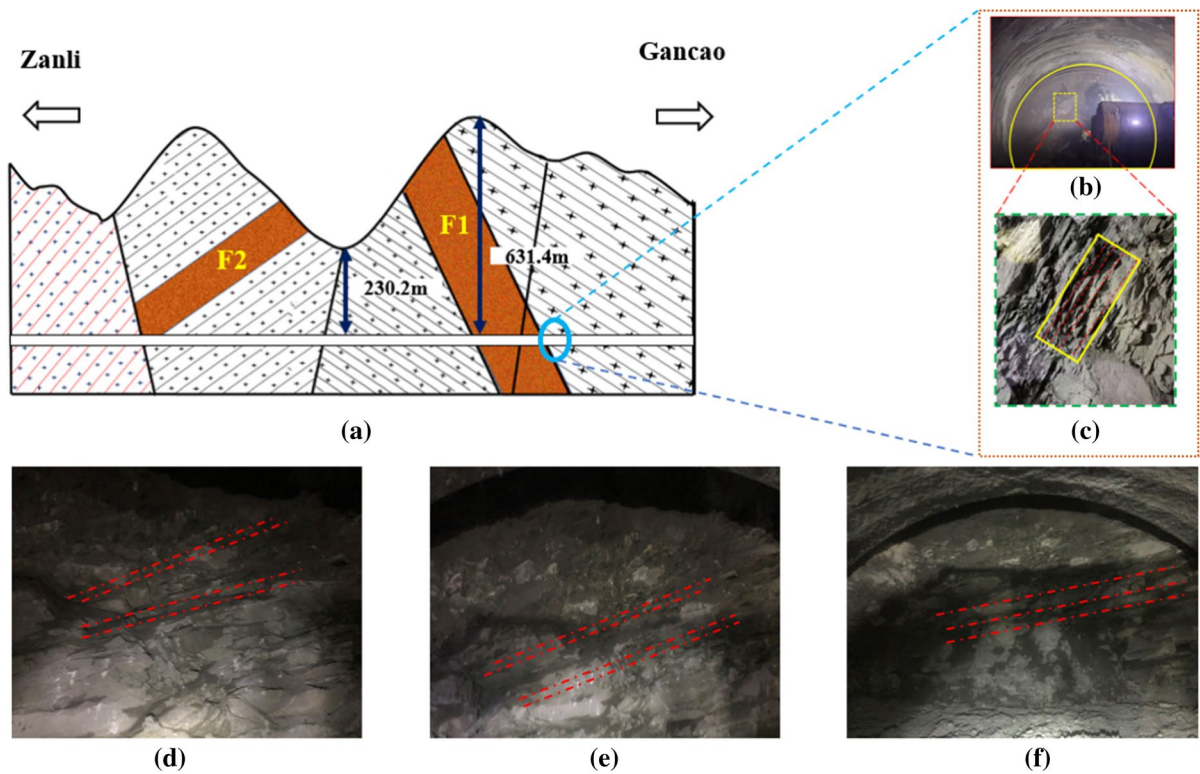 Zanli
Gancao
F1
F2
631.4m
230.2m
(a)
(b)
(c)
(d)
(e)
(f)